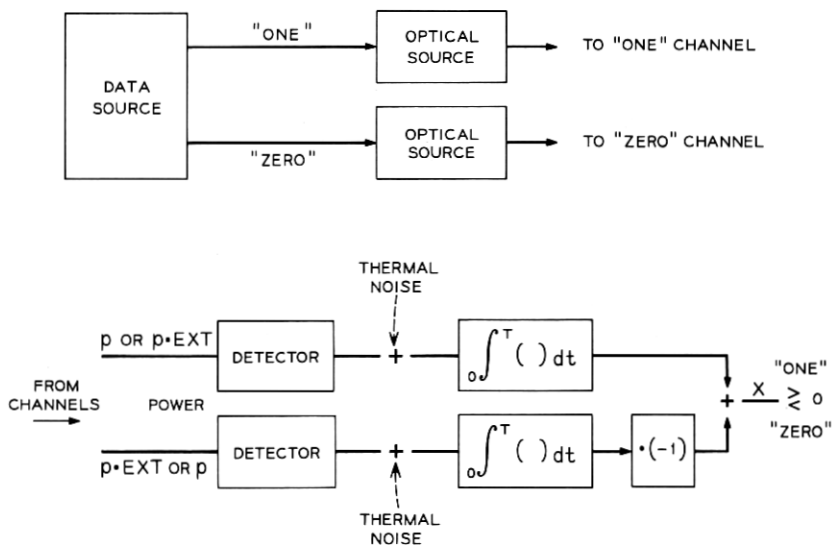 "ONE"
OPTICAL
SOURCE
TO "ONE" CHANNEL
DATA
SOURCE
"ZERO"
OPTICAL
SOURCE
TO "ZERO" CHANNEL
THERMAL
NOISE
p OR p•EXT
DETECTOR
+
0∫T ( ) dt
FROM
CHANNELS
POWER
+ X ≷ 0
"ONE"
"ZERO"
p•EXT OR p
DETECTOR
+
0∫T ( ) dt
•(-1)
THERMAL
NOISE